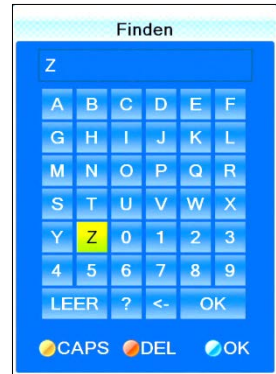 Finden
Z
A B C D E F
G H I J K L
M N O P Q R
S T U V W X
Y Z 0 1 2 3
4 5 6 7 8 9
LEER ? <- OK
CAPS DEL OK